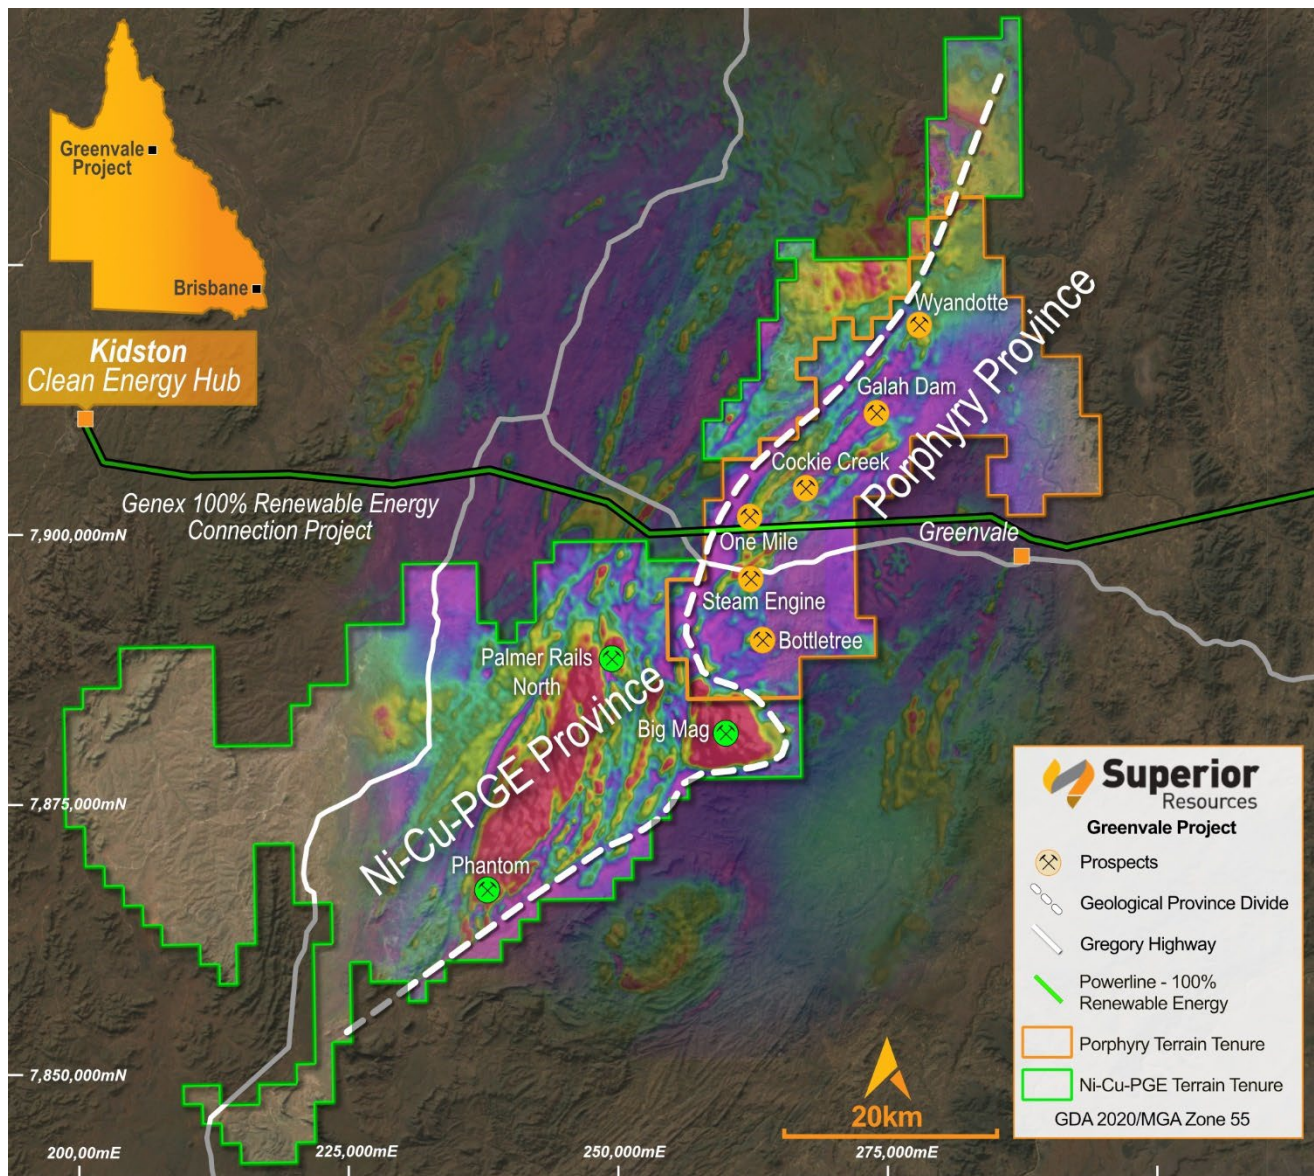 Greenvale
Project
Brisbane
Kidston
Clean Energy Hub
Genex 100% Renewable Energy
Connection Project
Wyandotte
Galah Dam
Cockie Creek
Porphyry Province
One Mile
Greenvale
Steam Engine
Bottletree
Palmer Rails
North
Big Mag
Ni-Cu-PGE Province
Phantom
7,900,000mN
7,875,000mN
7,850,000mN
200,00mE
225,000mE
250,000mE
275,000mE
20km
Superior
Resources
Greenvale Project
Prospects
Geological Province Divide
Gregory Highway
Powerline - 100%
Renewable Energy
Porphyry Terrain Tenure
Ni-Cu-PGE Terrain Tenure
GDA 2020/MGA Zone 55